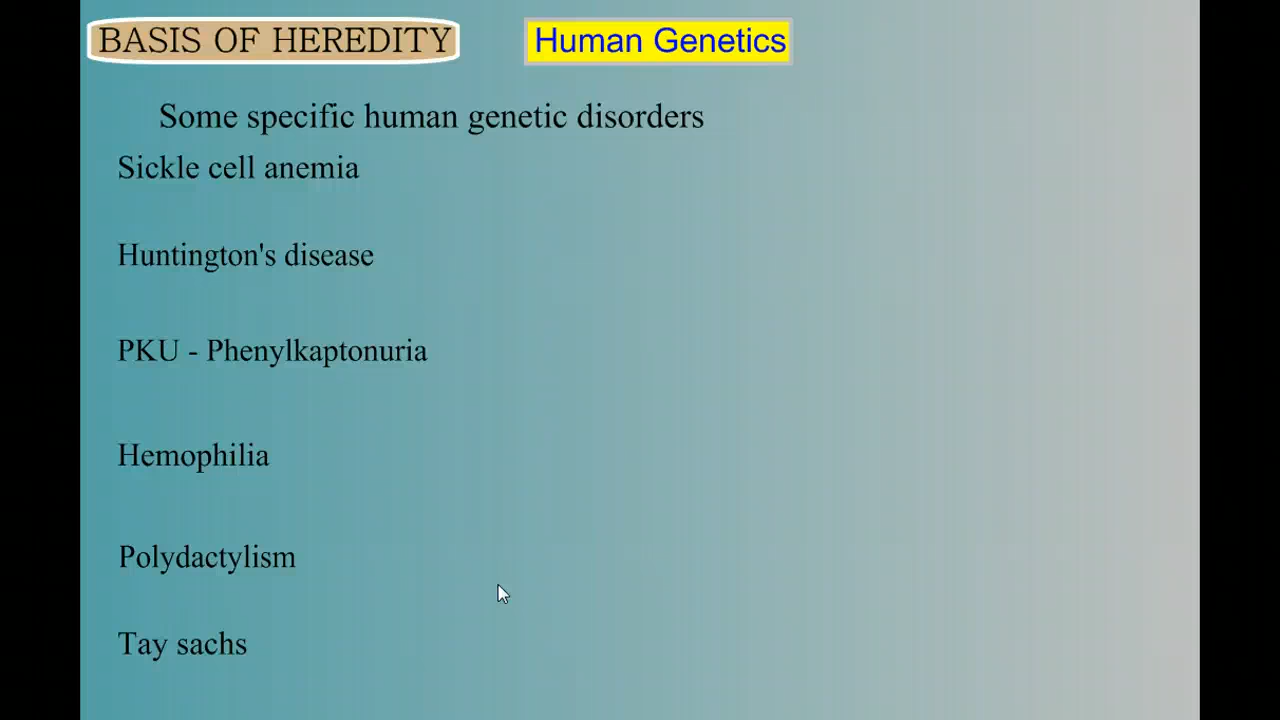 BASIS OF HEREDITY
Human Genetics
Some specific human genetic disorders
Sickle cell anemia
Huntington's disease
PKU - Phenylkaptonuria
Hemophilia
Polydactylism
Tay sachs